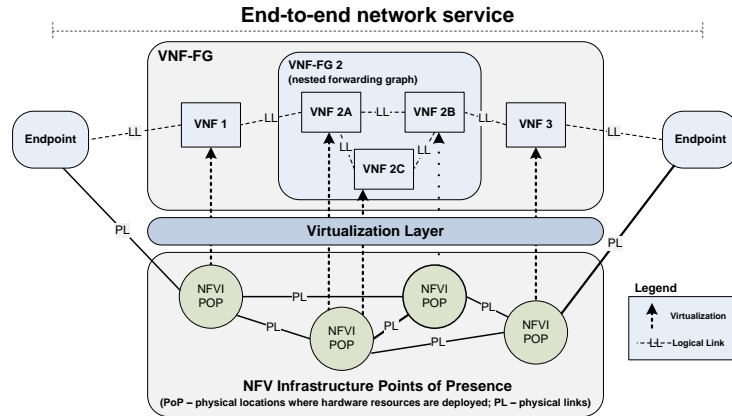 End-to-end network service
VNF-FG
VNF-FG 2
(nested forwarding graph)
VNF 2A
LL
VNF 2B
VNF 1
LL
LL
VNF 3
Endpoint
LL
LL
Endpoint
LL
LL
VNF 2C
Virtualization Layer
PL
PL
NFVI
POP
PL
NFVI
POP
PL
PL
PL
NFVI
POP
PL
NFVI
POP
Legend
Virtualization
LL
Logical Link
NFV Infrastructure Points of Presence
(PoP – physical locations where hardware resources are deployed; PL – physical links)